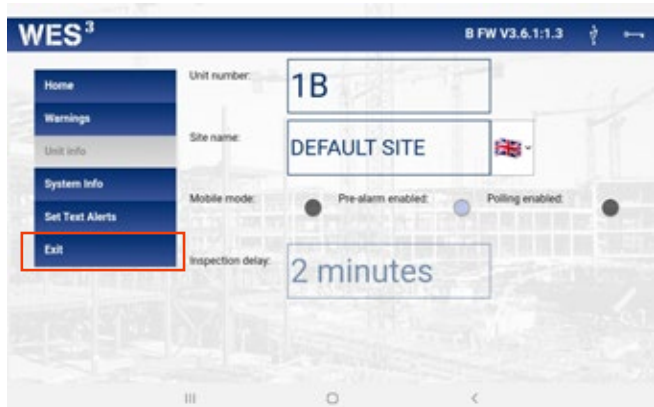 WES³
B FW V3.6.1:1.3
Home
Warnings
Unit info
System Info
Set Text Alerts
Exit
Unit number:
1B
Site name:
DEFAULT SITE
Mobile mode:
Pre-alarm enabled:
Polling enabled:
Inspection delay:
2 minutes